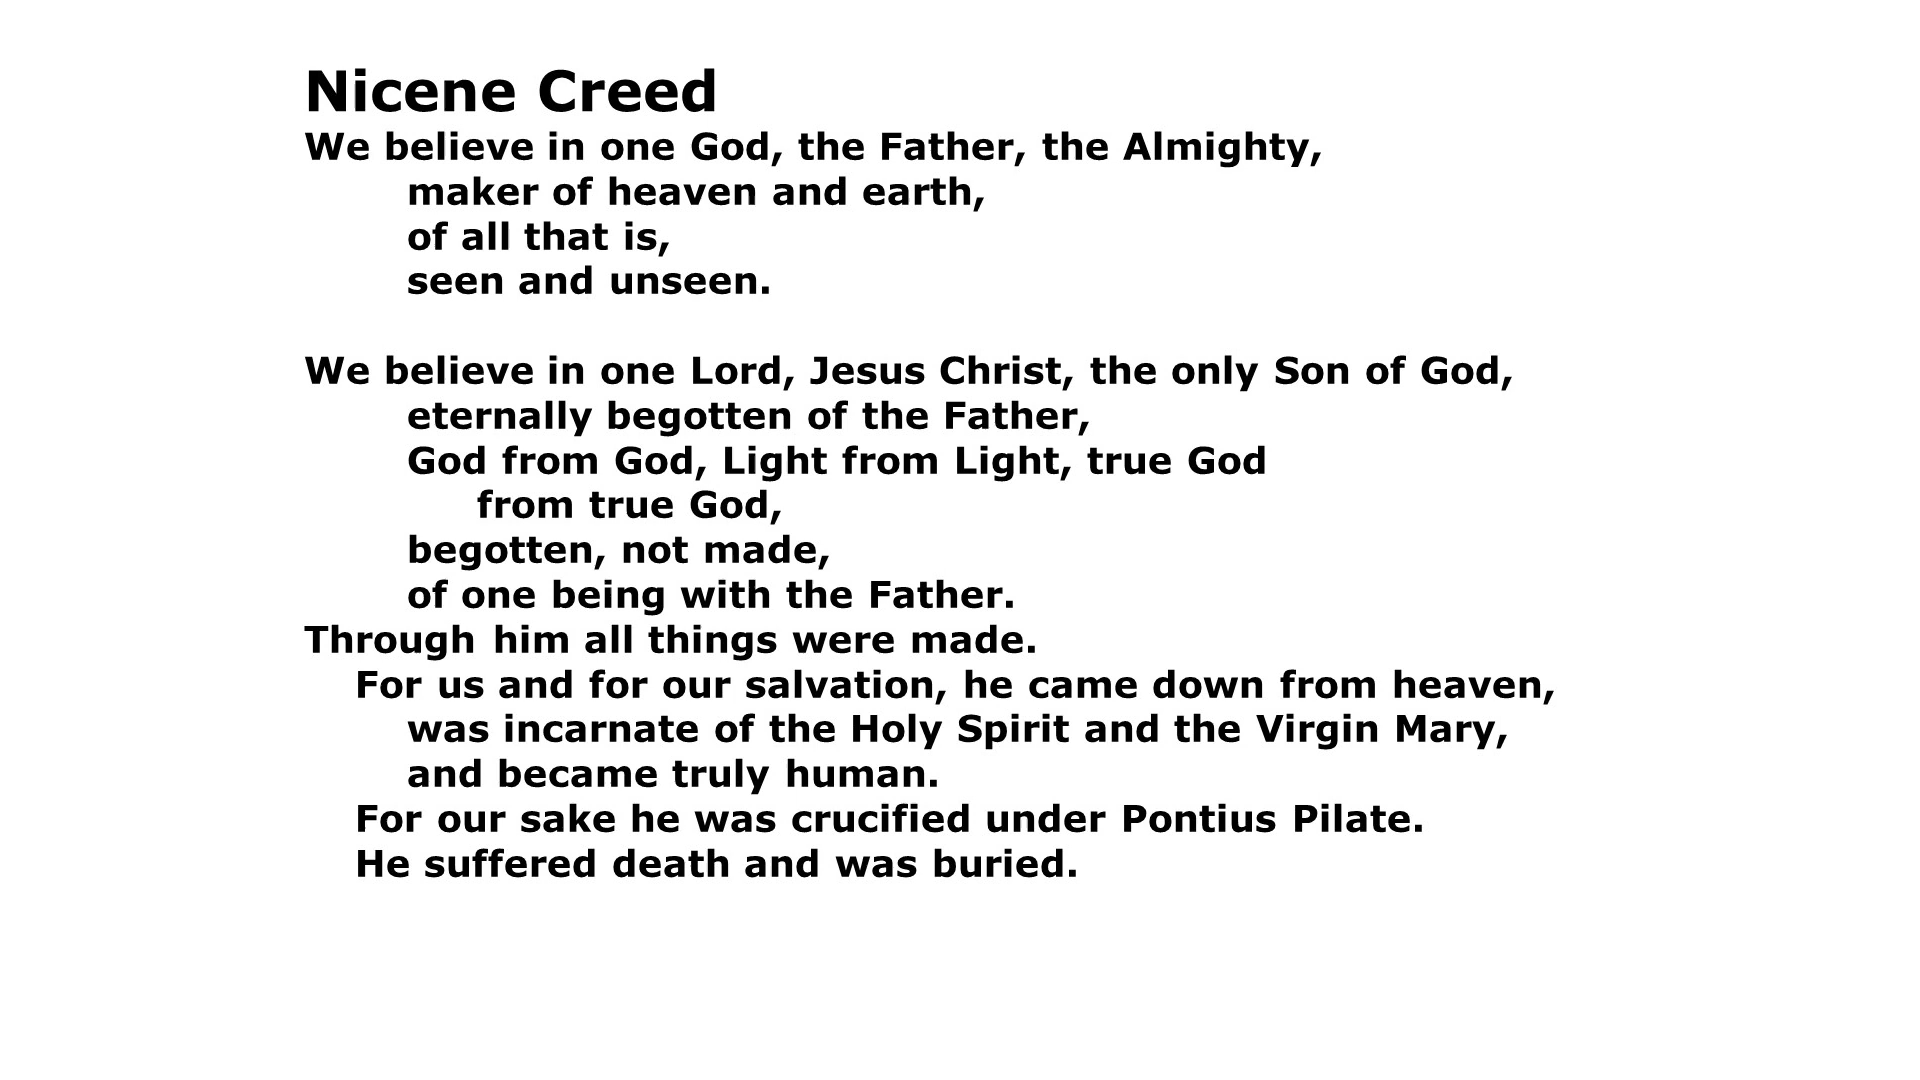 Nicene Creed
We believe in one God, the Father, the Almighty,
maker of heaven and earth,
of all that is,
seen and unseen.
We believe in one Lord, Jesus Christ, the only Son of God,
eternally begotten of the Father,
God from God, Light from Light, true God
from true God,
begotten, not made,
of one being with the Father.
Through him all things were made.
For us and for our salvation, he came down from heaven,
was incarnate of the Holy Spirit and the Virgin Mary,
and became truly human.
For our sake he was crucified under Pontius Pilate.
He suffered death and was buried.